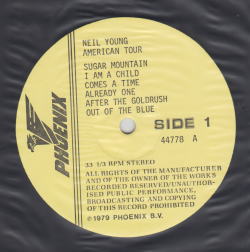 NEIL YOUNG
AMERICAN TOUR
SUGAR MOUNTAIN
I AM A CHILD
COMES A TIME
ALREADY ONE
AFTER THE GOLDRUSH
OUT OF THE BLUE
PHOENIX
SIDE 1
44778 A
33 1/3 RPM STEREO
ALL RIGHTS OF THE MANUFACTURER
AND OF THE OWNER OF THE WORK'S
RECORDED RESERVED/UNAUTHOR-
ISED PUBLIC PERFORMANCE,
BROADCASTING AND COPYING
OF THIS RECORD PROHIBITED
©1979 PHOENIX B.V.